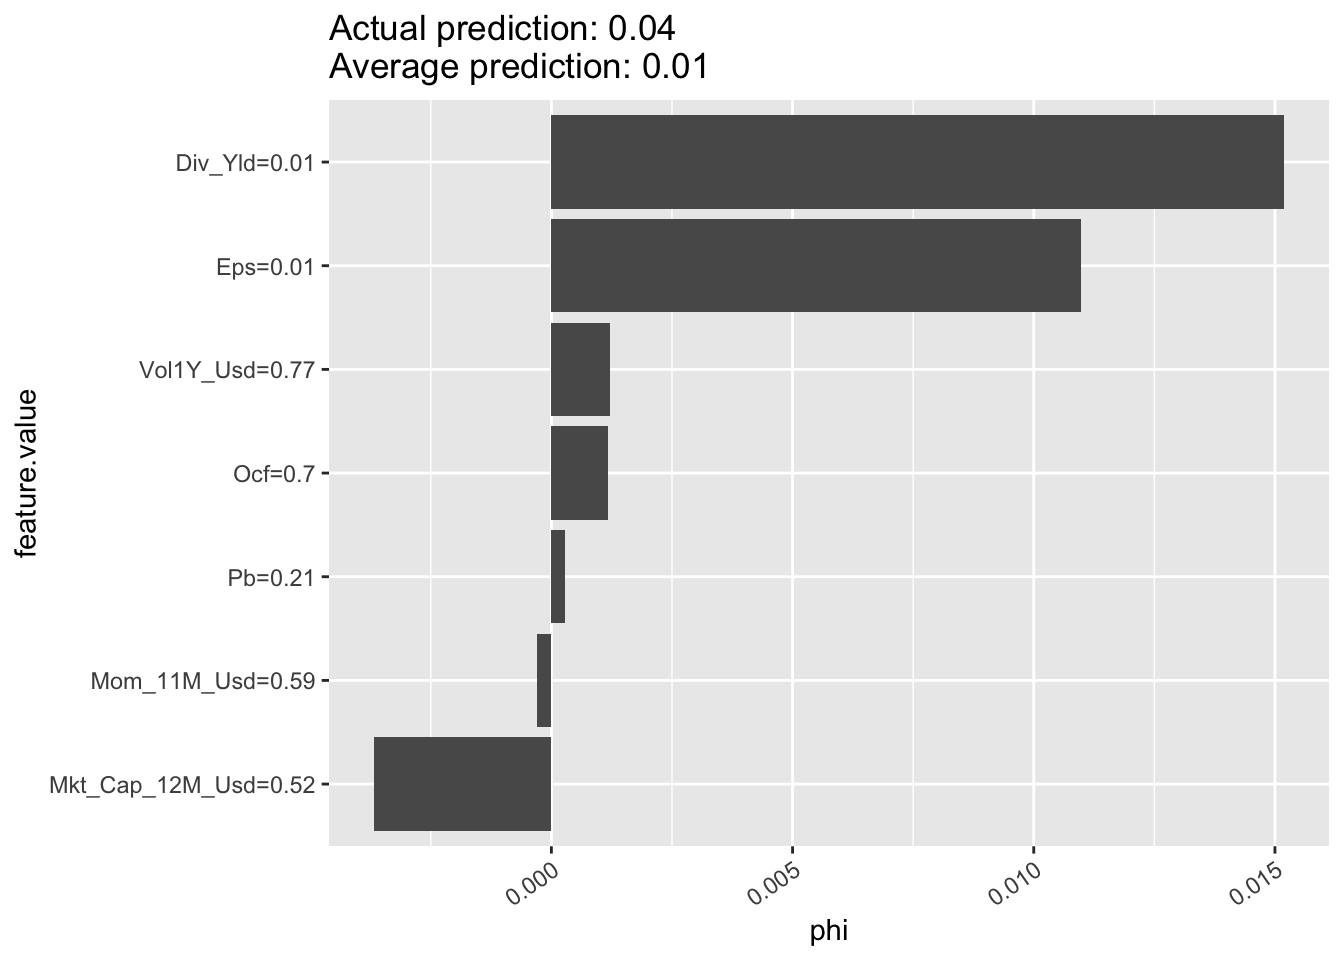 Actual prediction: 0.04
Average prediction: 0.01
feature.value
Div_Yld=0.01
Eps=0.01
Vol1Y_Usd=0.77
Ocf=0.7
Pb=0.21
Mom_11M_Usd=0.59
Mkt_Cap_12M_Usd=0.52
0.000
0.005
0.010
0.015
phi